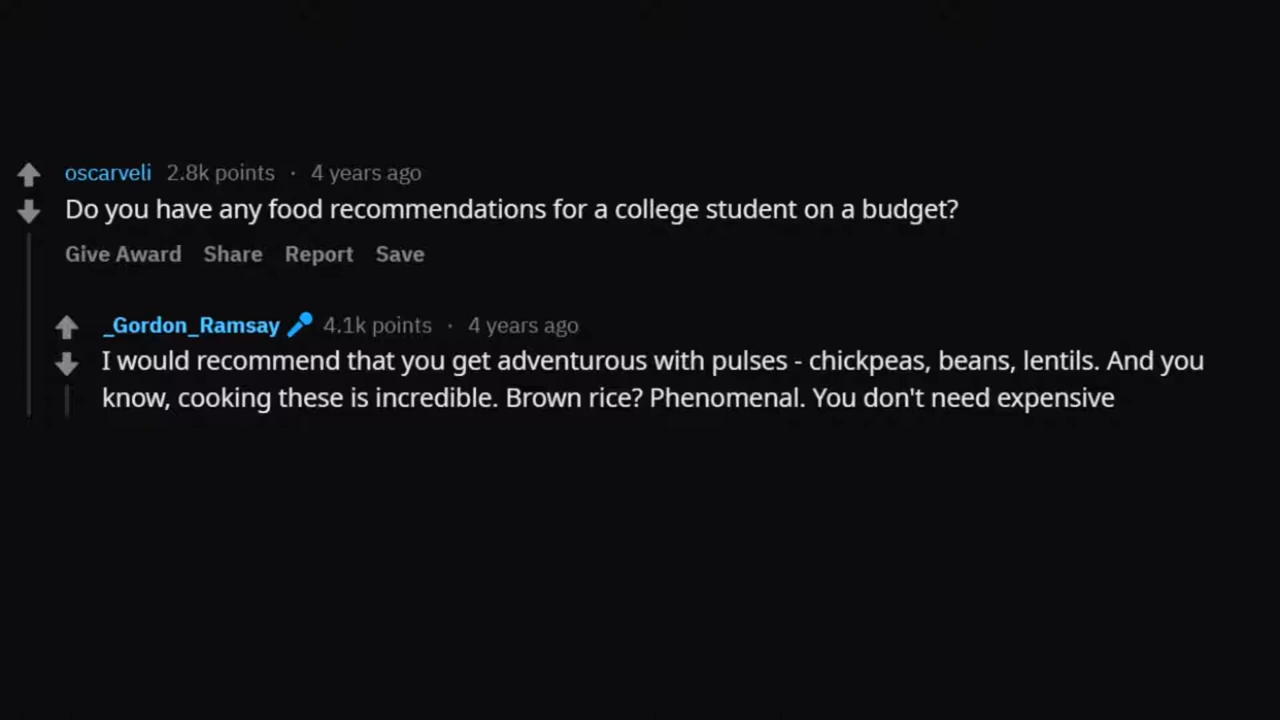 oscarveli 2.8k points · 4 years ago
Do you have any food recommendations for a college student on a budget?
Give Award Share Report Save
_Gordon_Ramsay 4.1k points · 4 years ago
I would recommend that you get adventurous with pulses - chickpeas, beans, lentils. And you
know, cooking these is incredible. Brown rice? Phenomenal. You don't need expensive